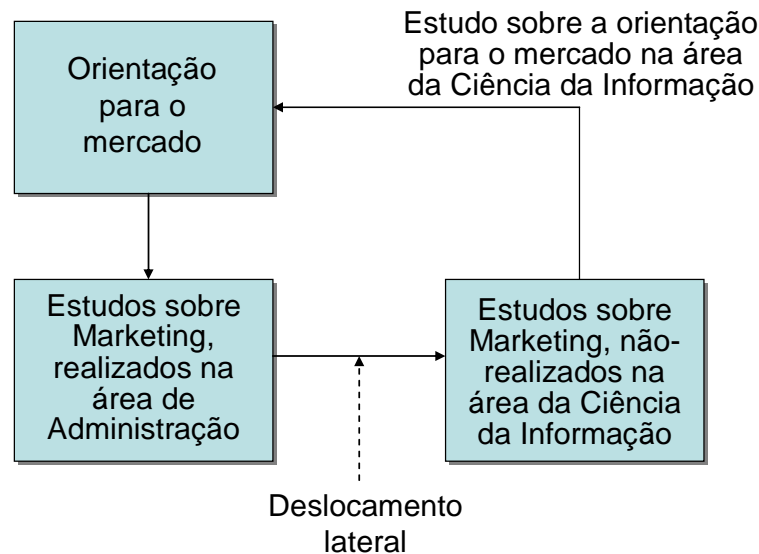 Estudo sobre a orientação
para o mercado na área
da Ciência da Informação
Orientação
para o
mercado
Estudos sobre
Marketing,
realizados na
área de
Administração
Estudos sobre
Marketing, não-
realizados na
área da Ciência
da Informação
Deslocamento
lateral